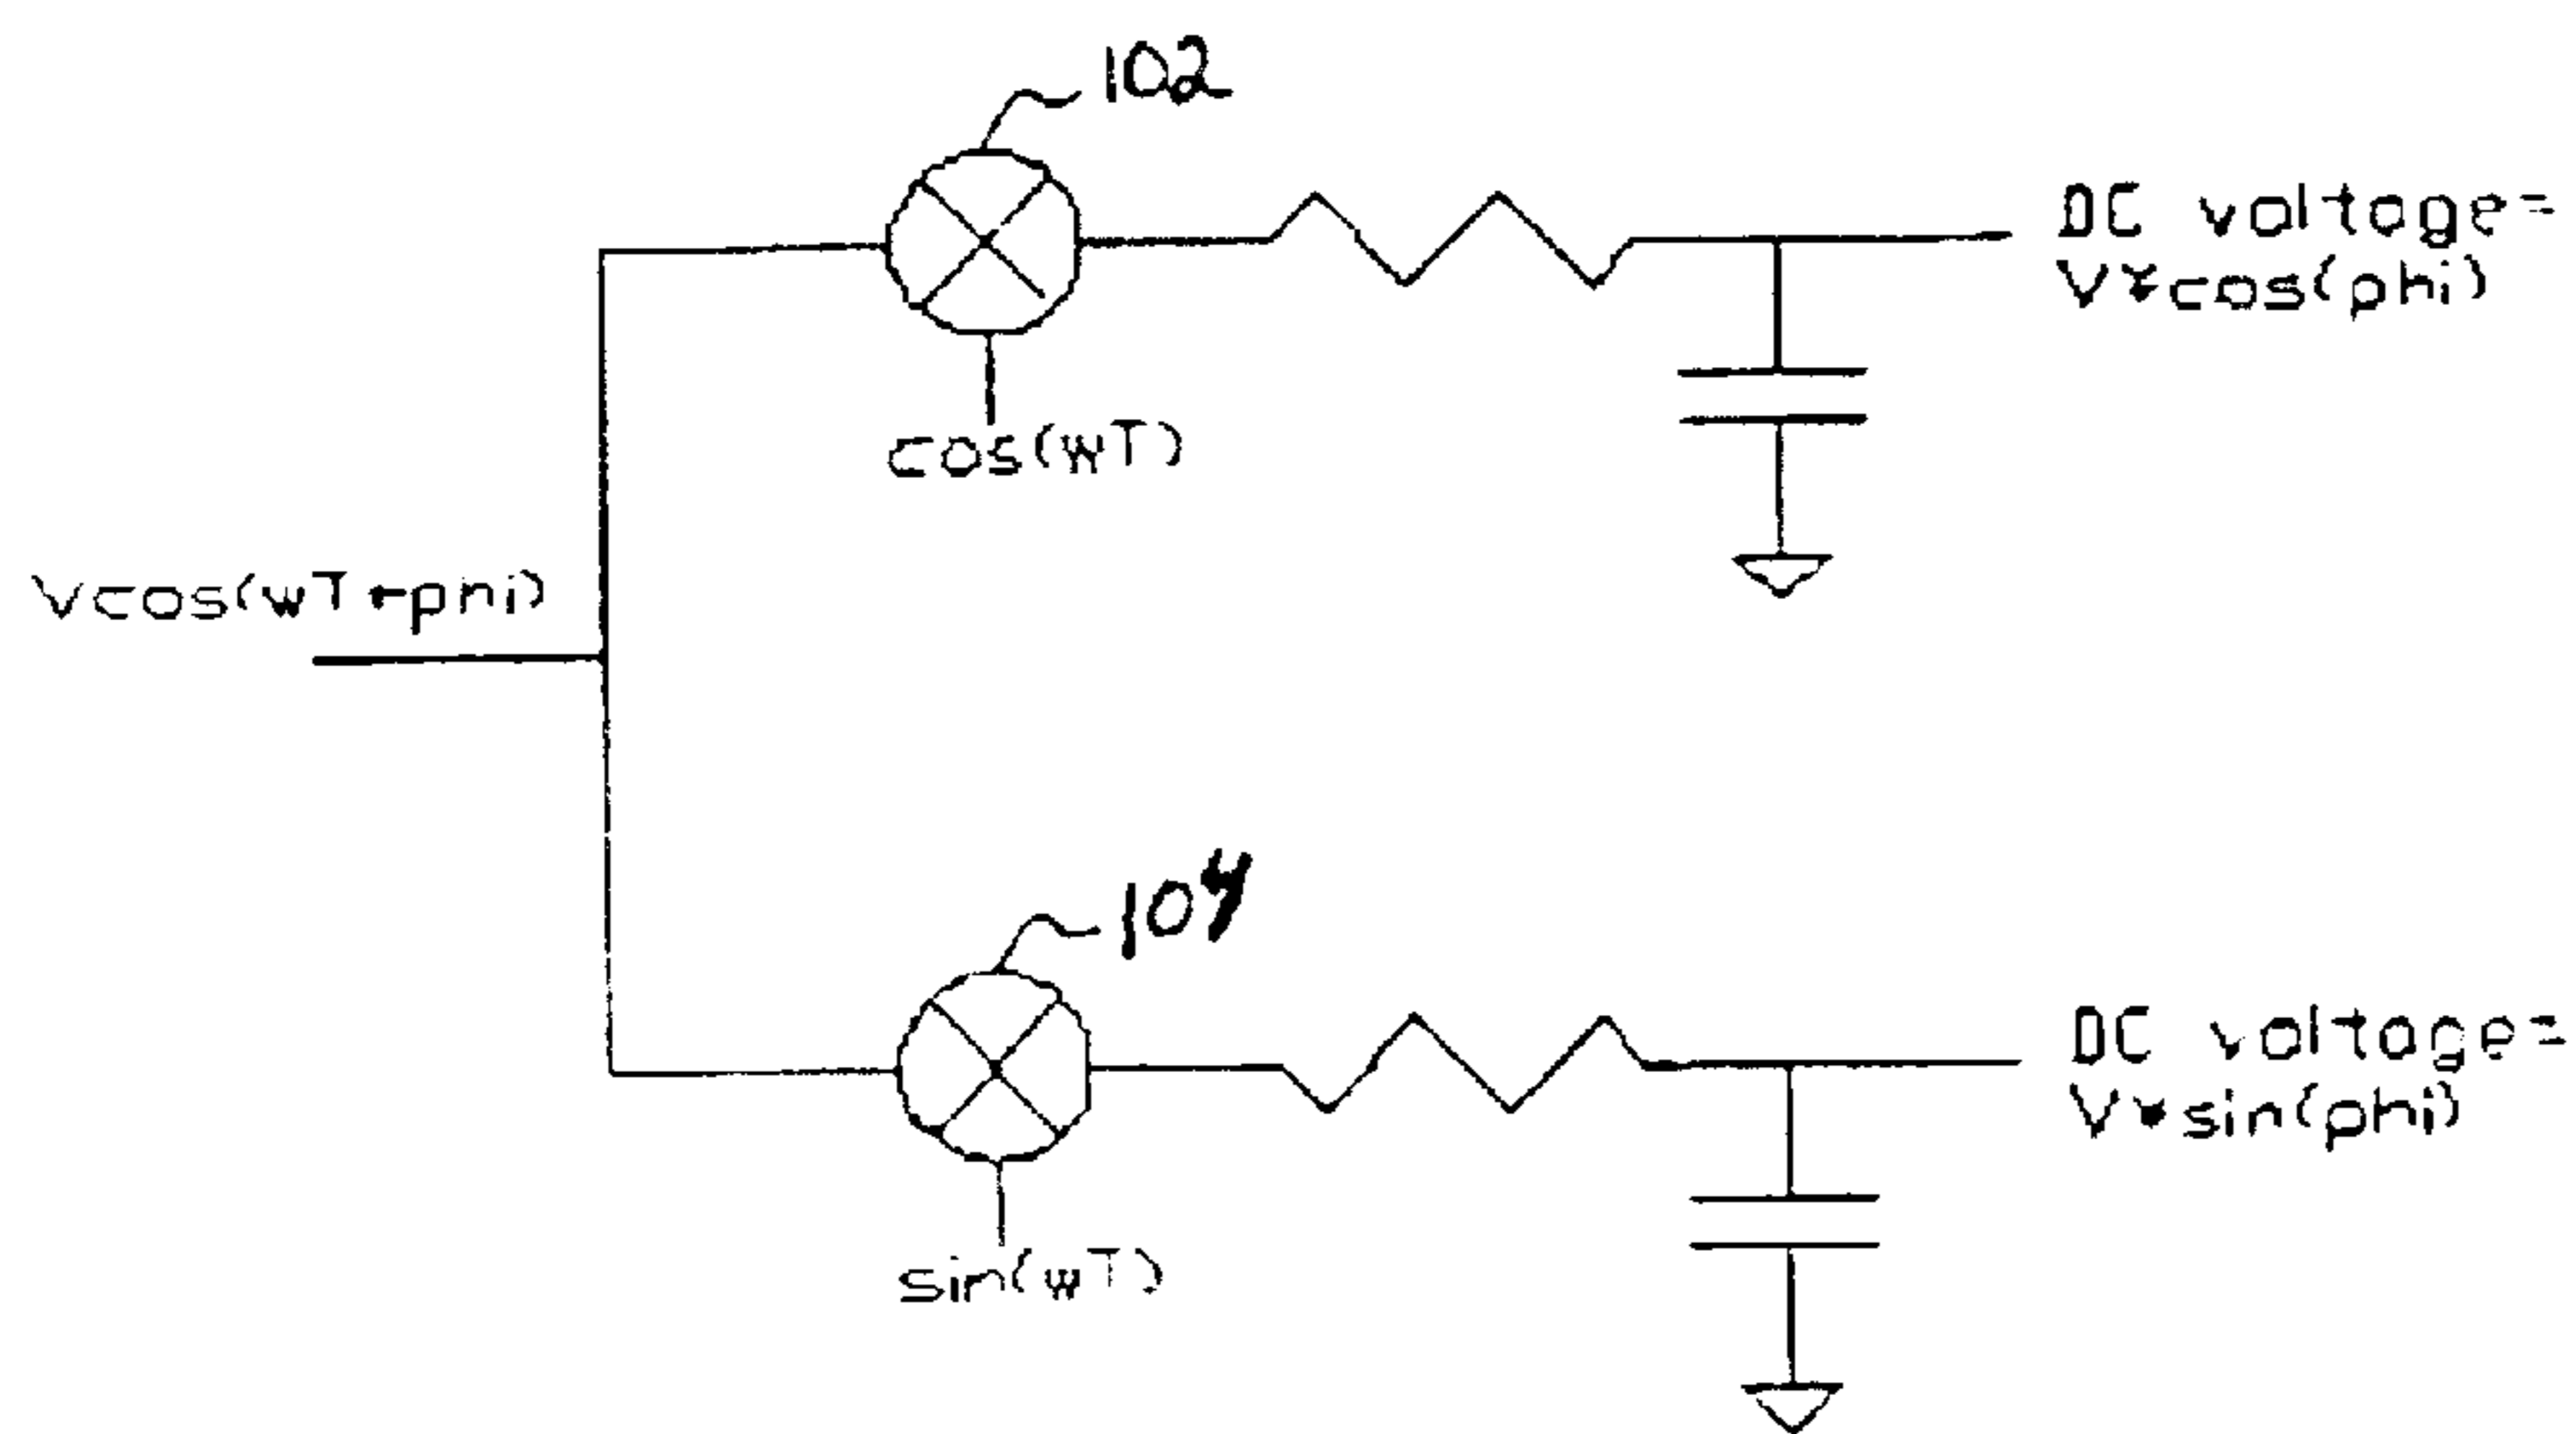 102
DC voltage=
V*cos(phi)
cos(wT)
Vcos(wT+phi)
104
DC voltage=
V*sin(phi)
sin(wT)